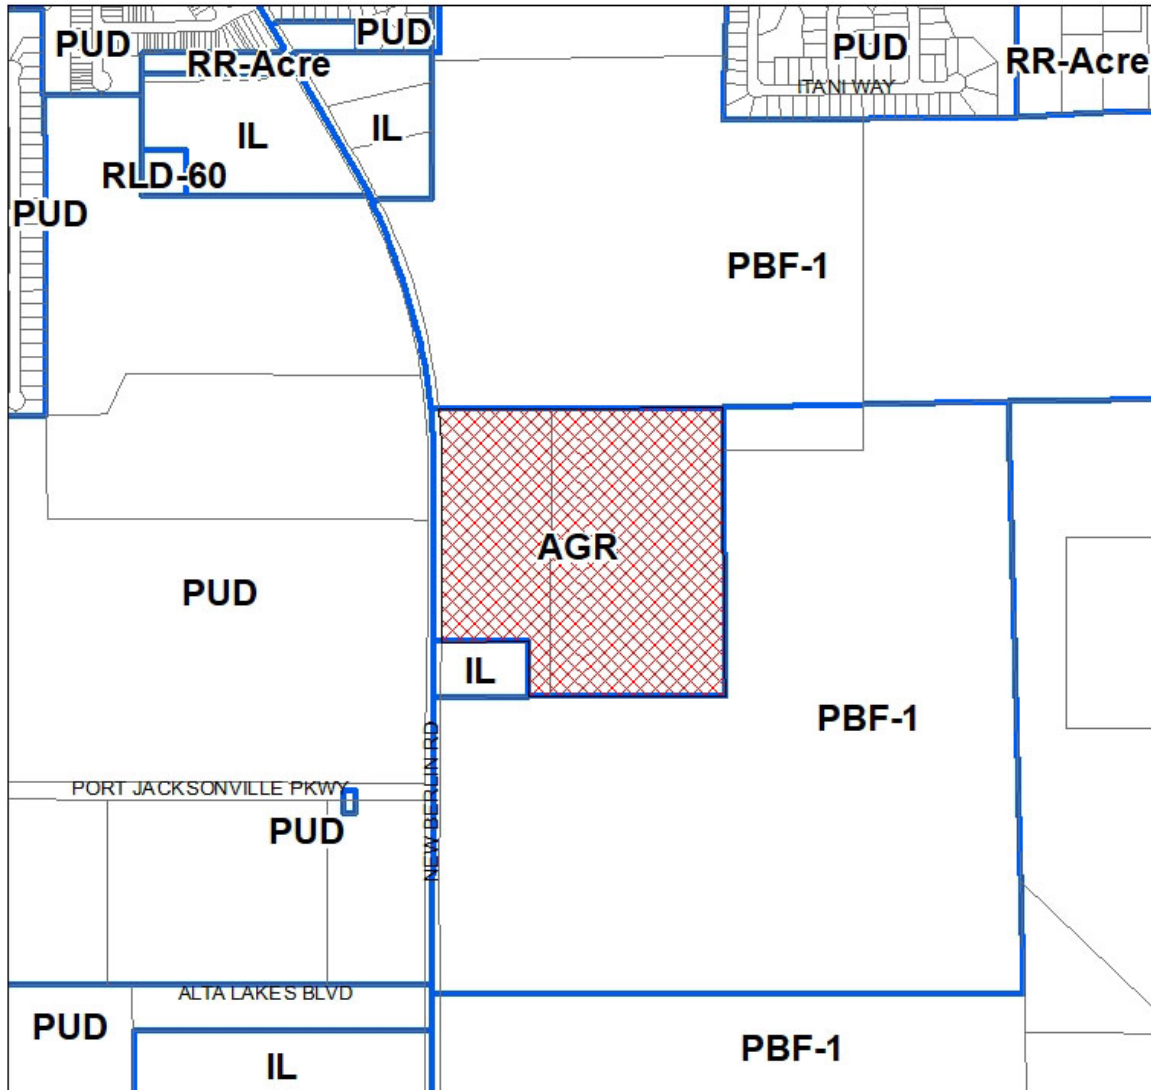 PUD
PUD
PUD
RR-Acre
RR-Acre
ITANI WAY
IL
IL
RLD-60
PUD
PBF-1
AGR
PUD
IL
PBF-1
NEW BERLIN RD
PORT JACKSONVILLE PKWY
PUD
ALTA LAKES BLVD
PUD
IL
PBF-1